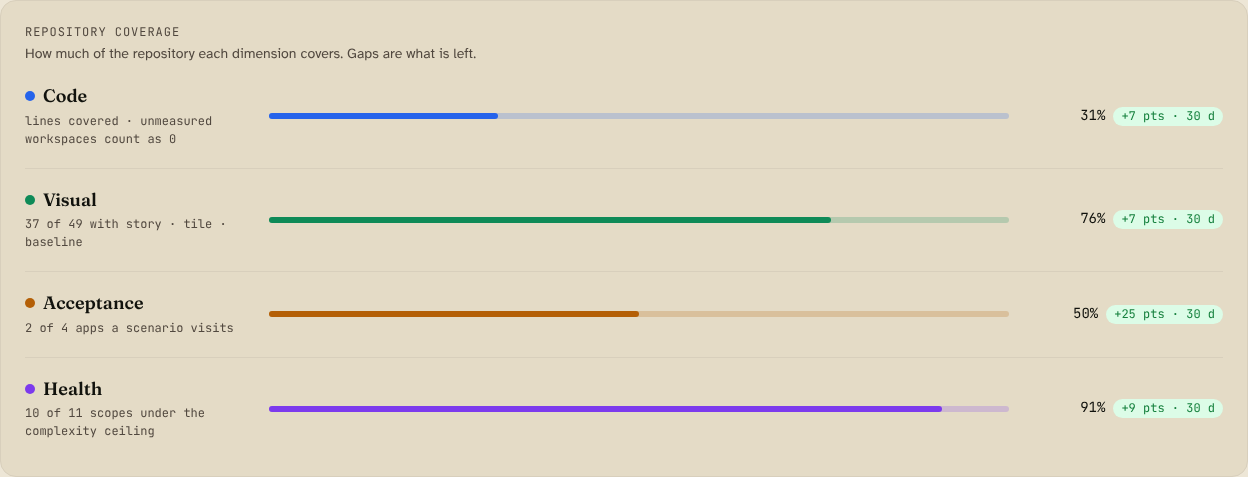 REPOSITORY COVERAGE
How much of the repository each dimension covers. Gaps are what is left.
Code
lines covered · unmeasured
workspaces count as 0
31% +7 pts · 30 d
Visual
37 of 49 with story · tile ·
baseline
76% +7 pts · 30 d
Acceptance
2 of 4 apps a scenario visits
50% +25 pts · 30 d
Health
10 of 11 scopes under the
complexity ceiling
91% +9 pts · 30 d